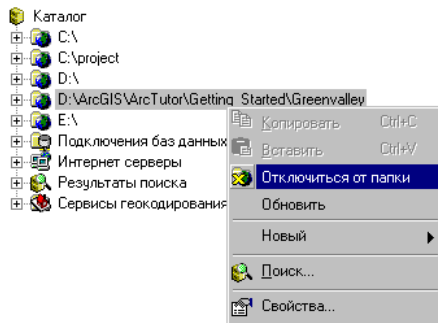 Каталог
C:\
C:\project
D:\
D:\ArcGIS\ArcTutor\Getting_Started\Greenvalley
E:\
Подключения баз данных
Интернет серверы
Результаты поиска
Сервисы геокодирования
Копировать Ctrl+C
Вставить Ctrl+V
Отключиться от папки
Обновить
Новый
Поиск...
Свойства...